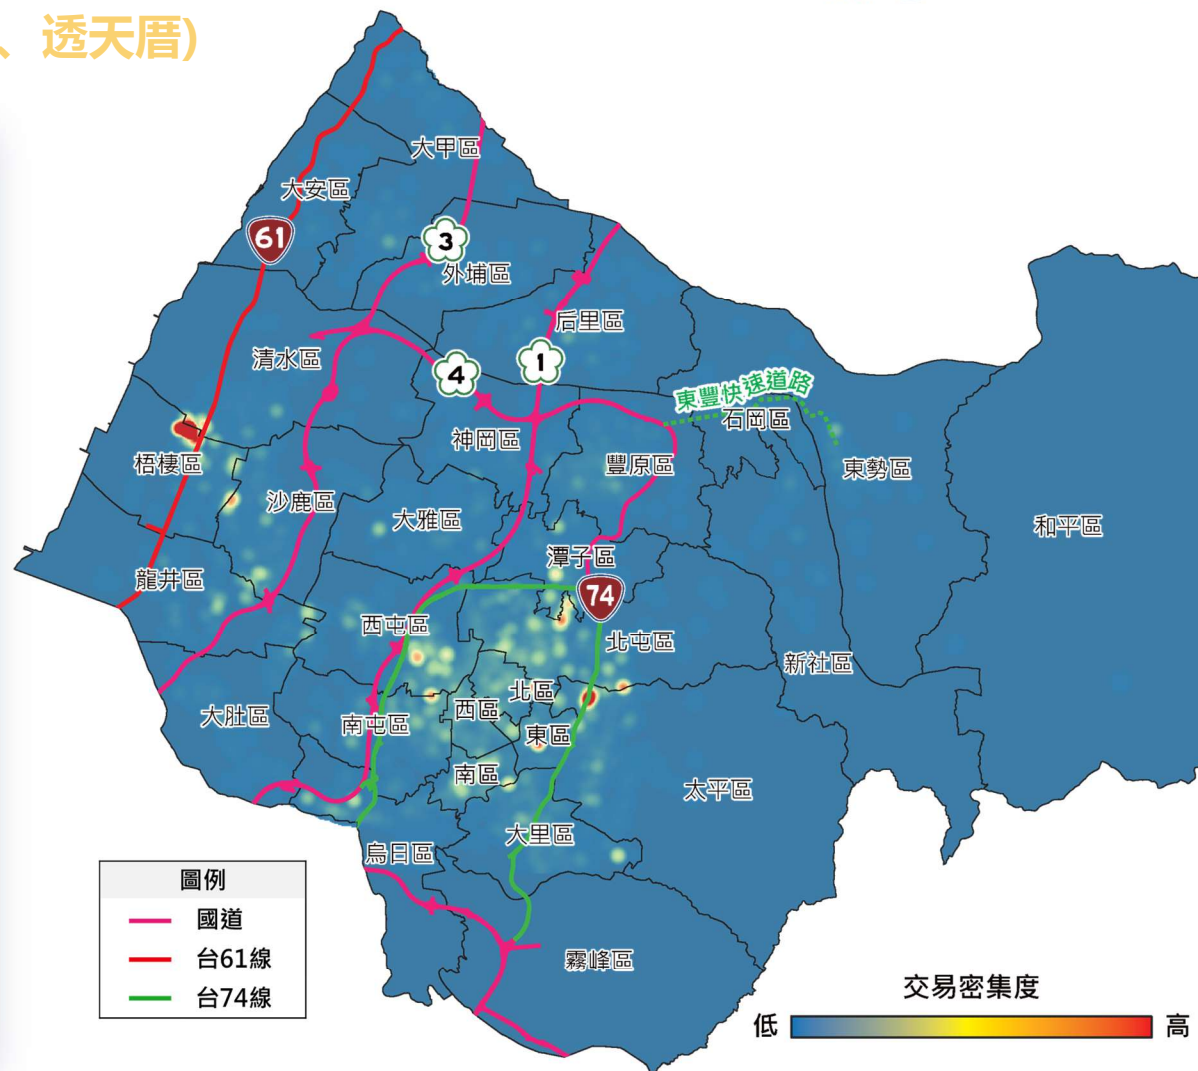 、透天厝)
大甲區
大安區
61
3
外埔區
后里區
清水區
4
1
東豐快速道路
石岡區
神岡區
梧棲區
豐原區
東勢區
沙鹿區
大雅區
和平區
潭子區
龍井區
74
西屯區
北屯區
新社區
北區
大肚區
南屯區
西區
東區
南區
太平區
大里區
烏日區
霧峰區
圖例
國道
台61線
台74線
交易密集度
低
高